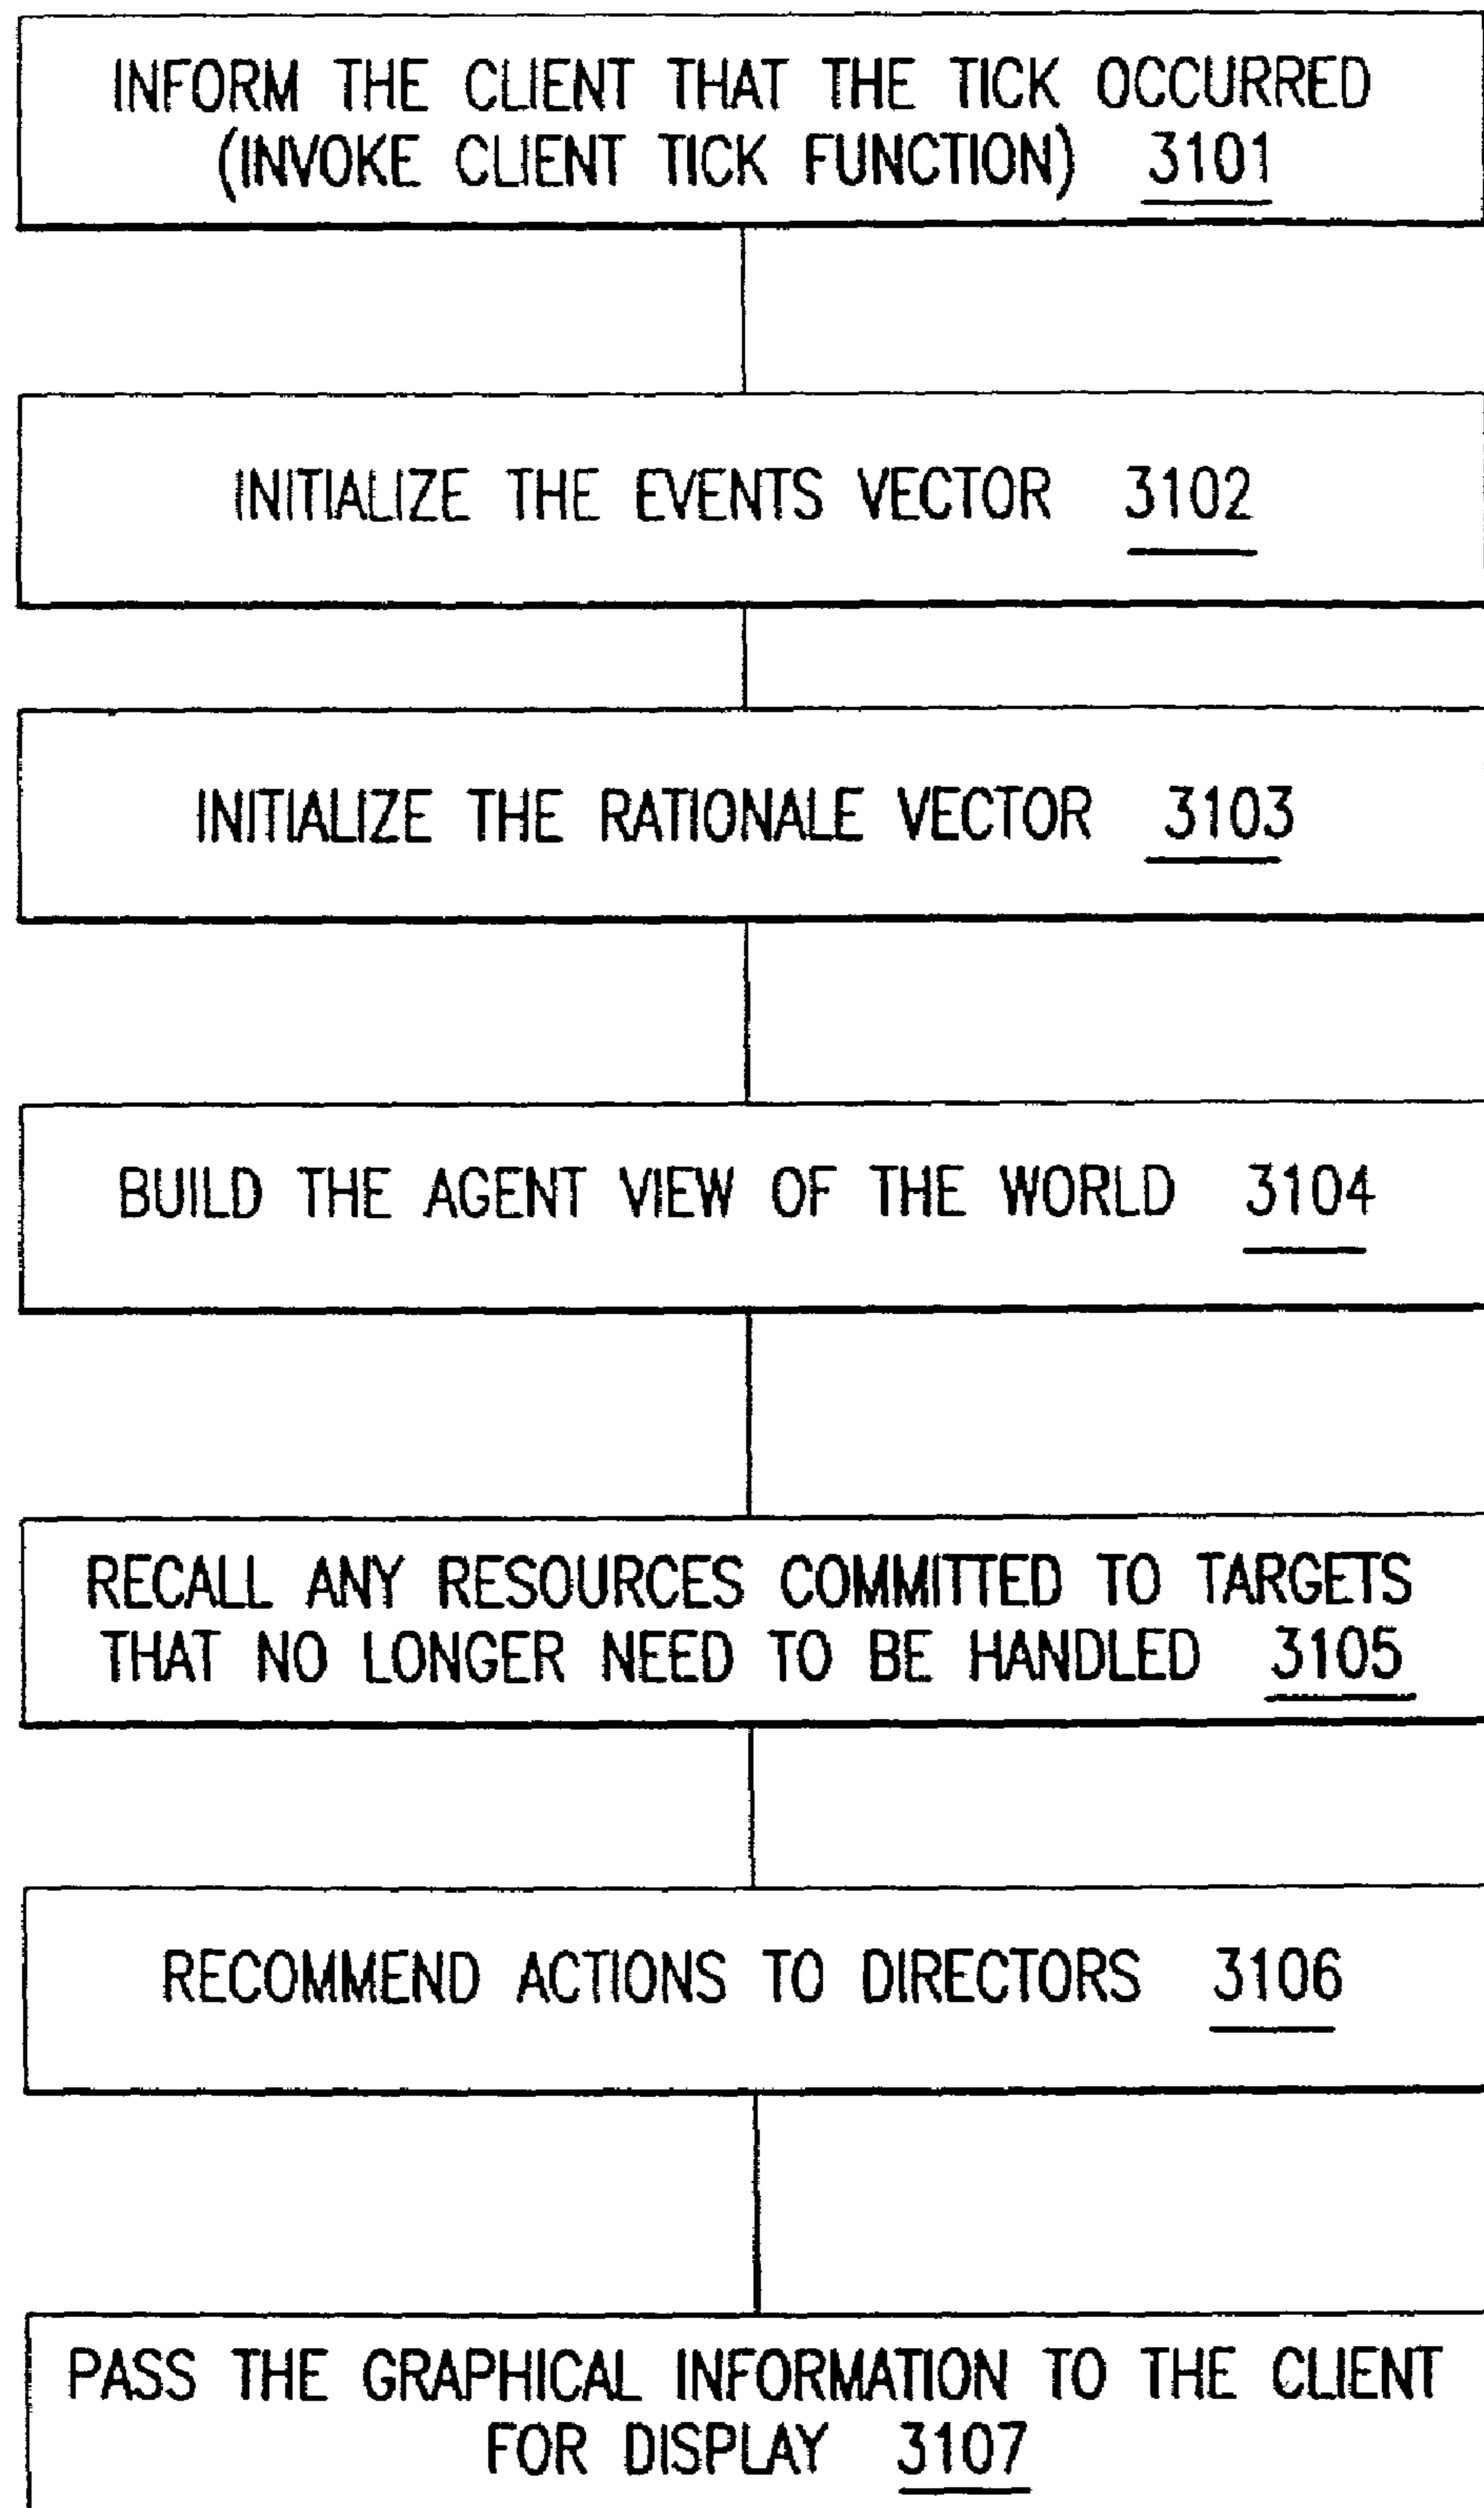 INFORM THE CLIENT THAT THE TICK OCCURRED
(INVOKE CLIENT TICK FUNCTION) 3101
INITIALIZE THE EVENTS VECTOR 3102
INITIALIZE THE RATIONALE VECTOR 3103
BUILD THE AGENT VIEW OF THE WORLD 3104
RECALL ANY RESOURCES COMMITTED TO TARGETS
THAT NO LONGER NEED TO BE HANDLED 3105
RECOMMEND ACTIONS TO DIRECTORS 3106
PASS THE GRAPHICAL INFORMATION TO THE CLIENT
FOR DISPLAY 3107